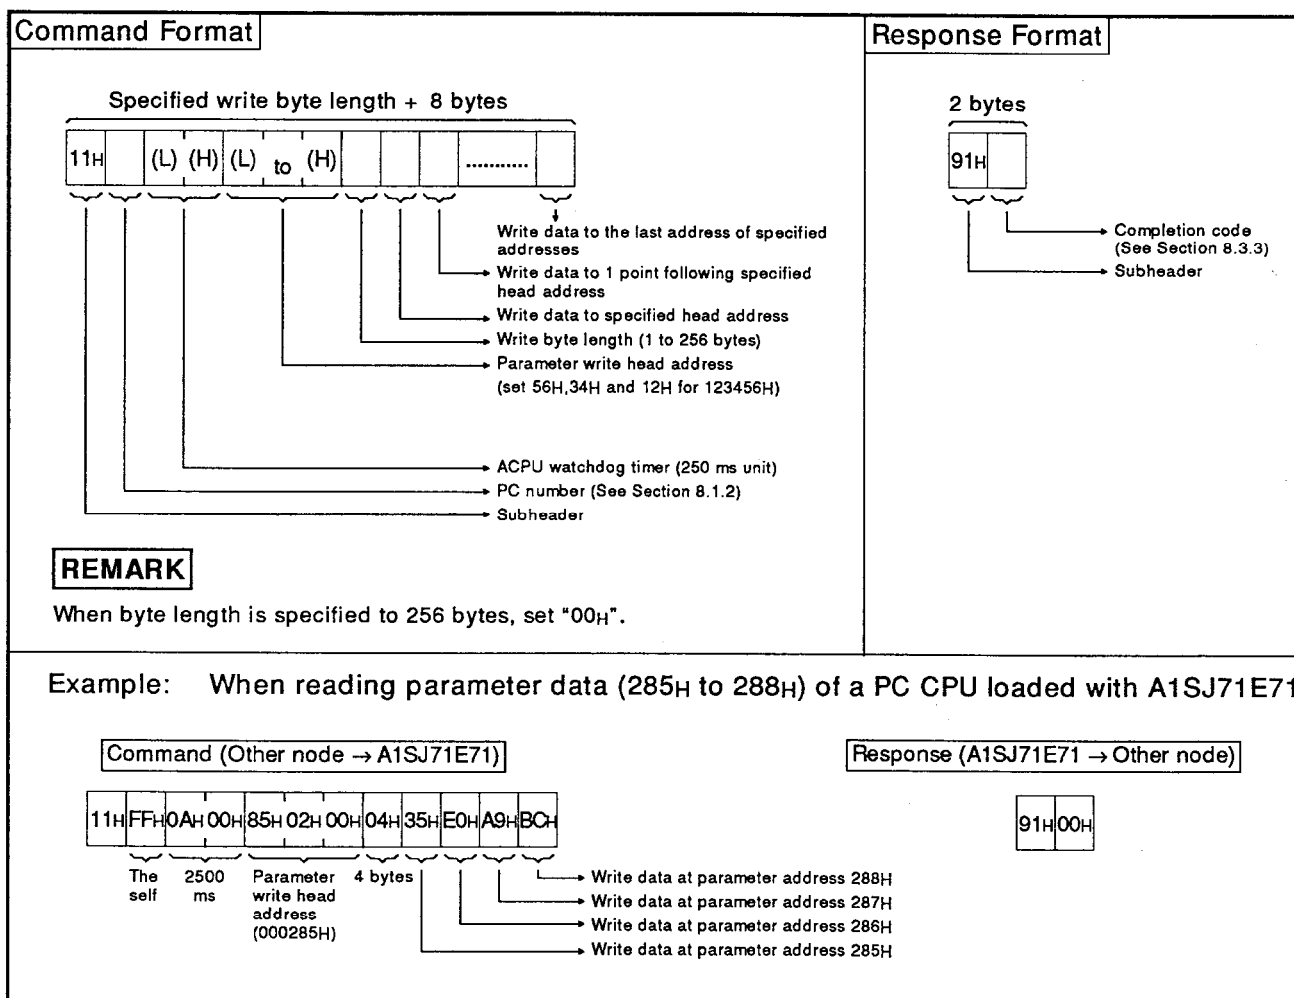 Command Format
Response Format
Specified write byte length + 8 bytes
2 bytes
11H (L) (H) (L) to (H) ...........
91H
Write data to the last address of specified
addresses
Write data to 1 point following specified
head address
Write data to specified head address
Write byte length (1 to 256 bytes)
Parameter write head address
(set 56H,34H and 12H for 123456H)
ACPU watchdog timer (250 ms unit)
PC number (See Section 8.1.2)
Subheader
Completion code
(See Section 8.3.3)
Subheader
REMARK
When byte length is specified to 256 bytes, set "00H".
Example: When reading parameter data (285H to 288H) of a PC CPU loaded with A1SJ71E71
Command (Other node → A1SJ71E71)
Response (A1SJ71E71 → Other node)
11H FFH 0AH 00H 85H 02H 00H 04H 35H E0H A9H BCH
91H 00H
The
self
2500
ms
Parameter
write head
address
(000285H)
4 bytes
Write data at parameter address 288H
Write data at parameter address 287H
Write data at parameter address 286H
Write data at parameter address 285H